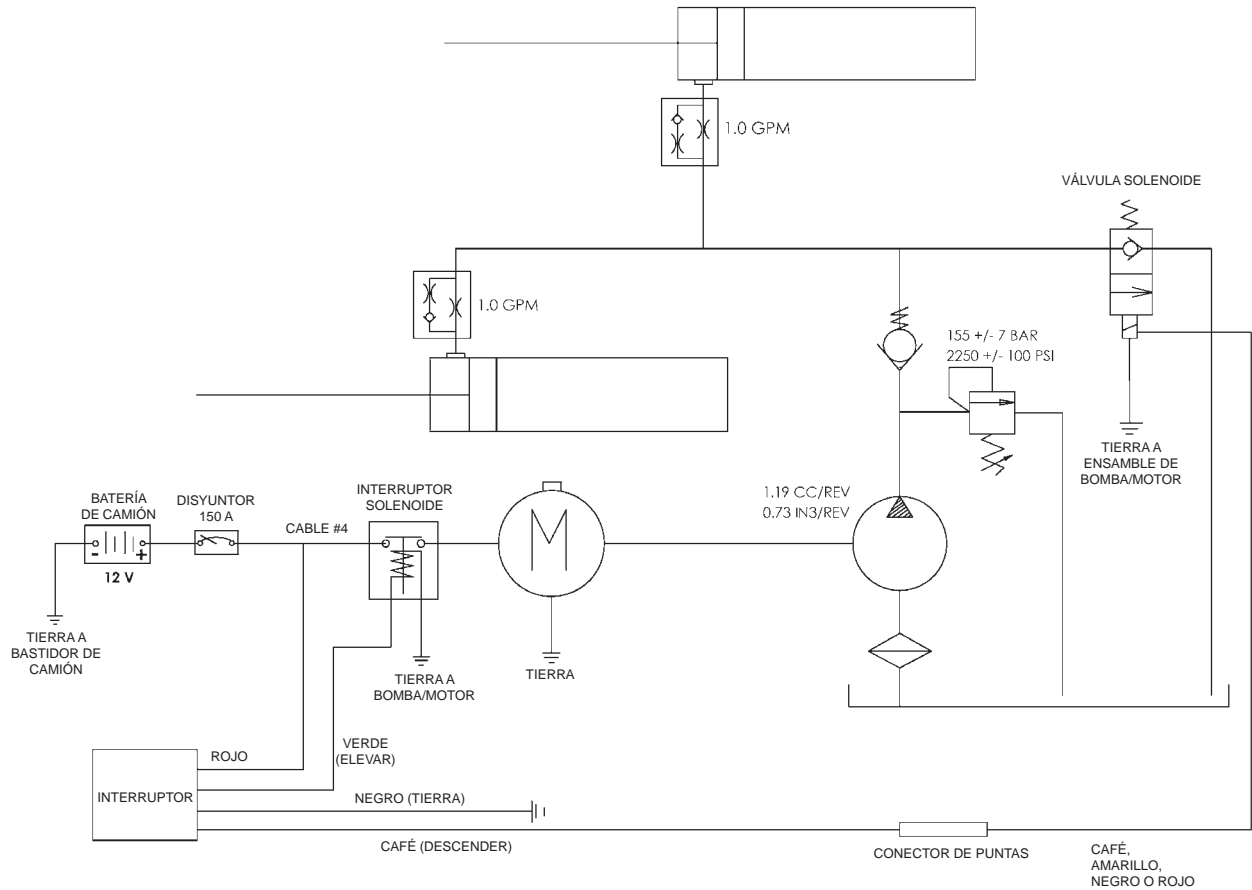 1.0 GPM
VÁLVULA SOLENOIDE
1.0 GPM
155 +/- 7 BAR
2250 +/- 100 PSI
TIERRA A
ENSAMBLE DE
BOMBA/MOTOR
BATERÍA
DE CAMIÓN
DISYUNTOR
150 A
CABLE #4
INTERRUPTOR
SOLENOIDE
1.19 CC/REV
0.73 IN3/REV
- +
12 V
M
TIERRA A
BASTIDOR DE
CAMIÓN
TIERRA A
BOMBA/MOTOR
TIERRA
ROJO
VERDE
(ELEVAR)
INTERRUPTOR
NEGRO (TIERRA)
CAFÉ (DESCENDER)
CONECTOR DE PUNTAS
CAFÉ,
AMARILLO,
NEGRO O ROJO